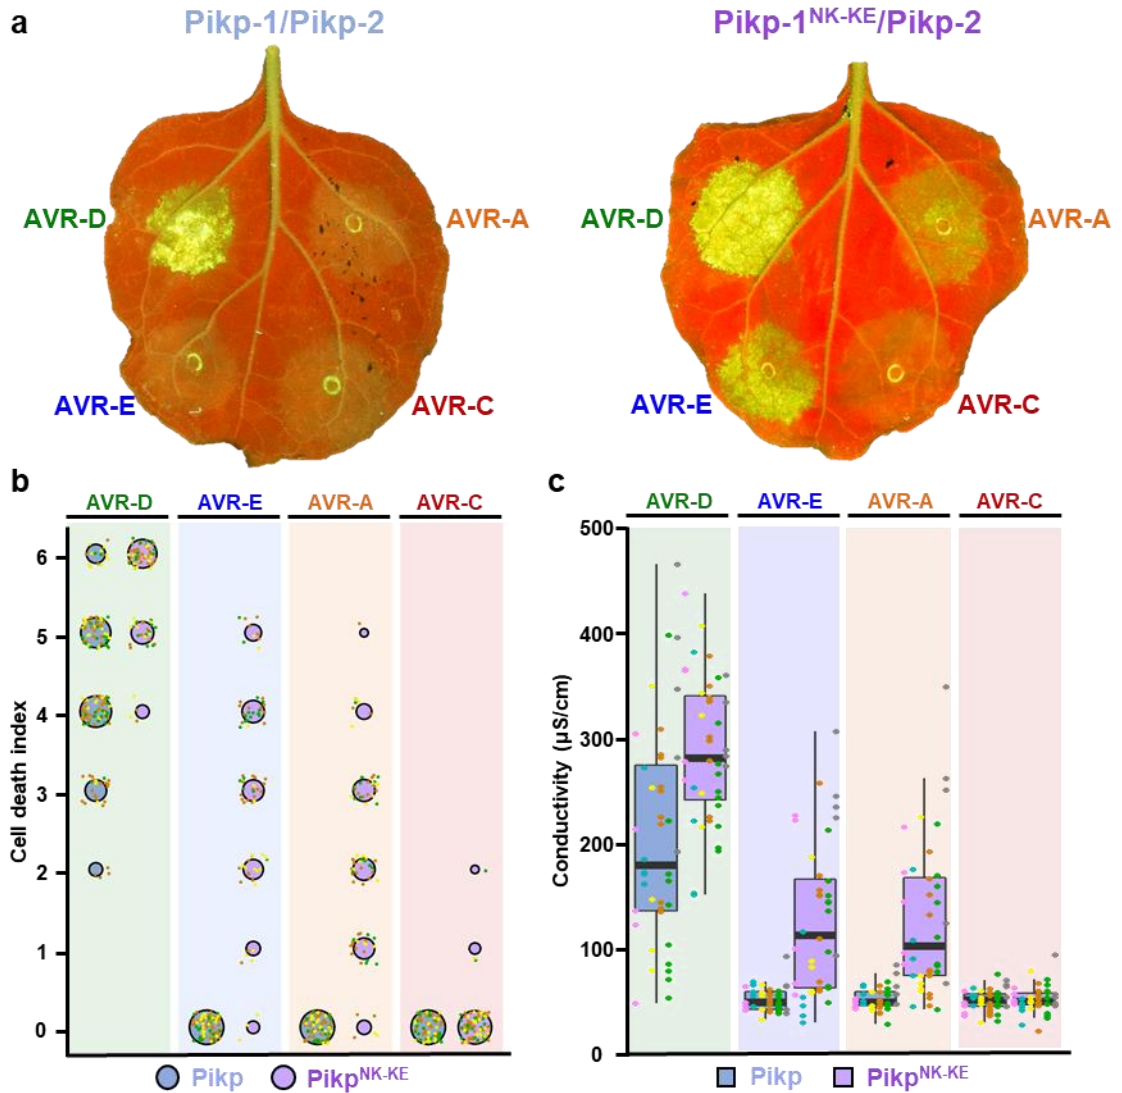 a
Pikp-1/Pikp-2
Pikp-1NK-KE/Pikp-2
AVR-D
AVR-A
AVR-D
AVR-A
AVR-E
AVR-C
AVR-E
AVR-C
b
AVR-D
AVR-E
AVR-A
AVR-C
Cell death index
6
5
4
3
2
1
0
Pikp
PikpNK-KE
c
AVR-D
AVR-E
AVR-A
AVR-C
Conductivity (µS/cm)
500
400
300
200
100
0
Pikp
PikpNK-KE